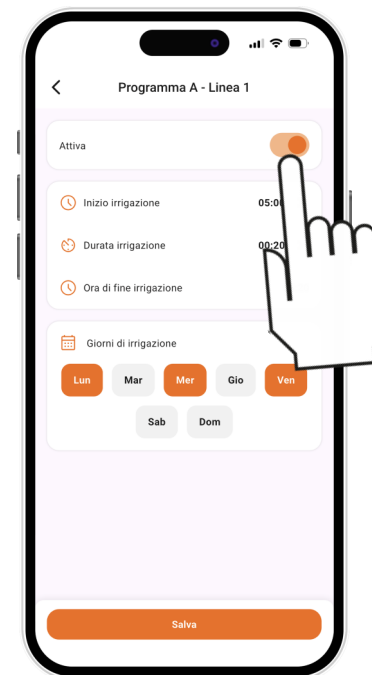 Programma A - Linea 1
Attiva
Inizio irrigazione 05:00
Durata irrigazione 00:20
Ora di fine irrigazione
Giorni di irrigazione
Lun Mar Mer Gio Ven
Sab Dom
Salva